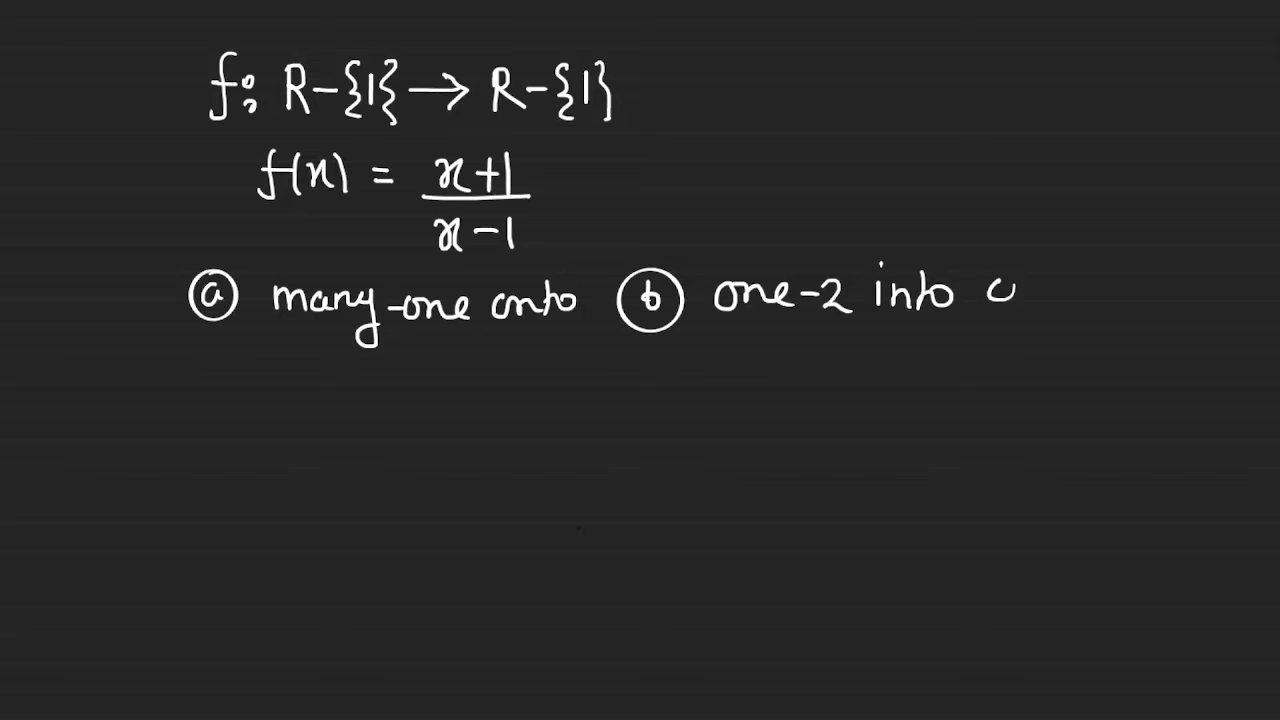 f: R-{1} → R-{1}
f(x) = x+1
x-1
ⓐ many-one onto ⓑ one-2 into